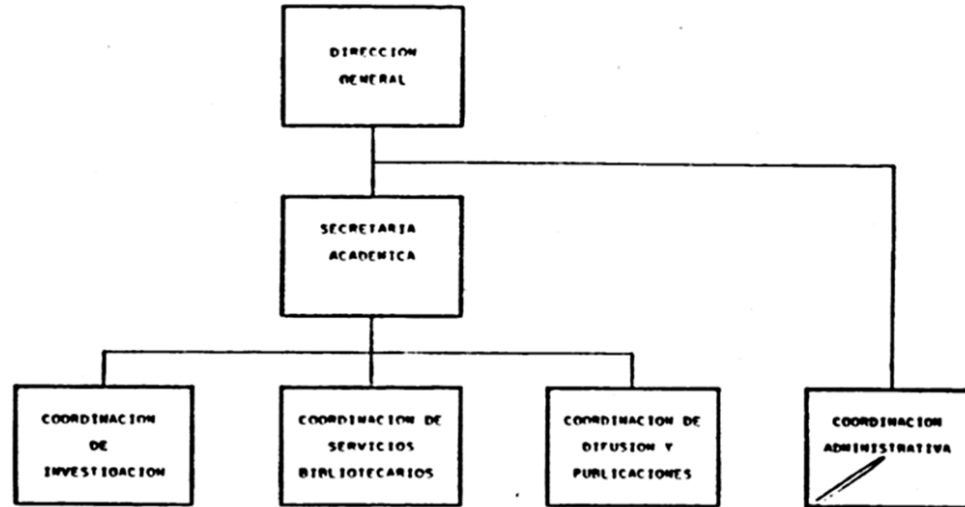 DIRECCION
GENERAL
SECRETARIA
ACADEMICA
COORDINACION
DE
INVESTIGACION
COORDINACION DE
SERVICIOS
BIBLIOTECARIOS
COORDINACION DE
DIFUSION Y
PUBLICACIONES
COORDINACION
ADMINISTRATIVA